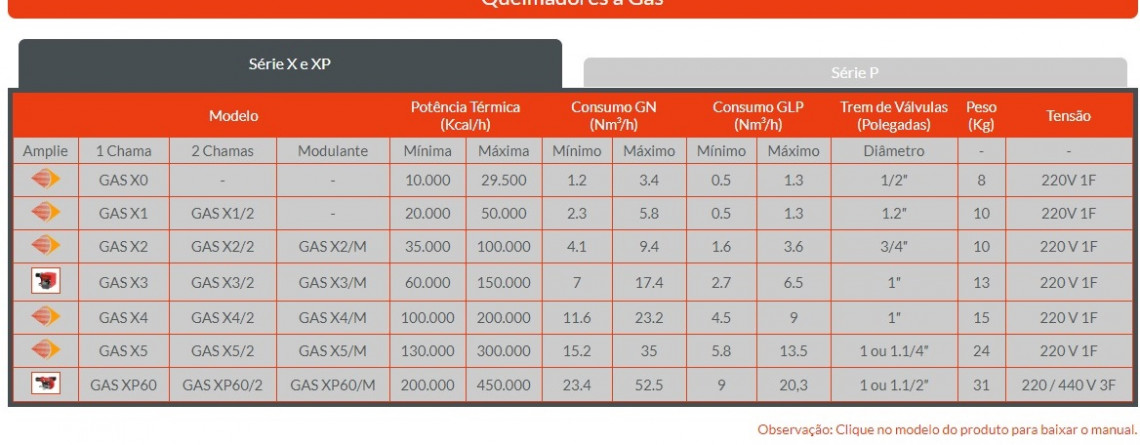 Queimadores a Gás
Série X e XP
Série P
Modelo Potência Térmica (Kcal/h) Consumo GN (Nm³/h) Consumo GLP (Nm³/h) Trem de Válvulas (Polegadas) Peso (Kg) Tensão
Amplie 1 Chama 2 Chamas Modulante Mínima Máxima Mínimo Máximo Mínimo Máximo Diâmetro - -
GAS X0 - - 10.000 29.500 1.2 3.4 0.5 1.3 1/2" 8 220V 1F
GAS X1 GAS X1/2 - 20.000 50.000 2.3 5.8 0.5 1.3 1.2" 10 220V 1F
GAS X2 GAS X2/2 GAS X2/M 35.000 100.000 4.1 9.4 1.6 3.6 3/4" 10 220 V 1F
GAS X3 GAS X3/2 GAS X3/M 60.000 150.000 7 17.4 2.7 6.5 1" 13 220 V 1F
GAS X4 GAS X4/2 GAS X4/M 100.000 200.000 11.6 23.2 4.5 9 1" 15 220 V 1F
GAS X5 GAS X5/2 GAS X5/M 130.000 300.000 15.2 35 5.8 13.5 1 ou 1.1/4" 24 220 V 1F
GAS XP60 GAS XP60/2 GAS XP60/M 200.000 450.000 23.4 52.5 9 20,3 1 ou 1.1/2" 31 220 / 440 V 3F
Observação: Clique no modelo do produto para baixar o manual.